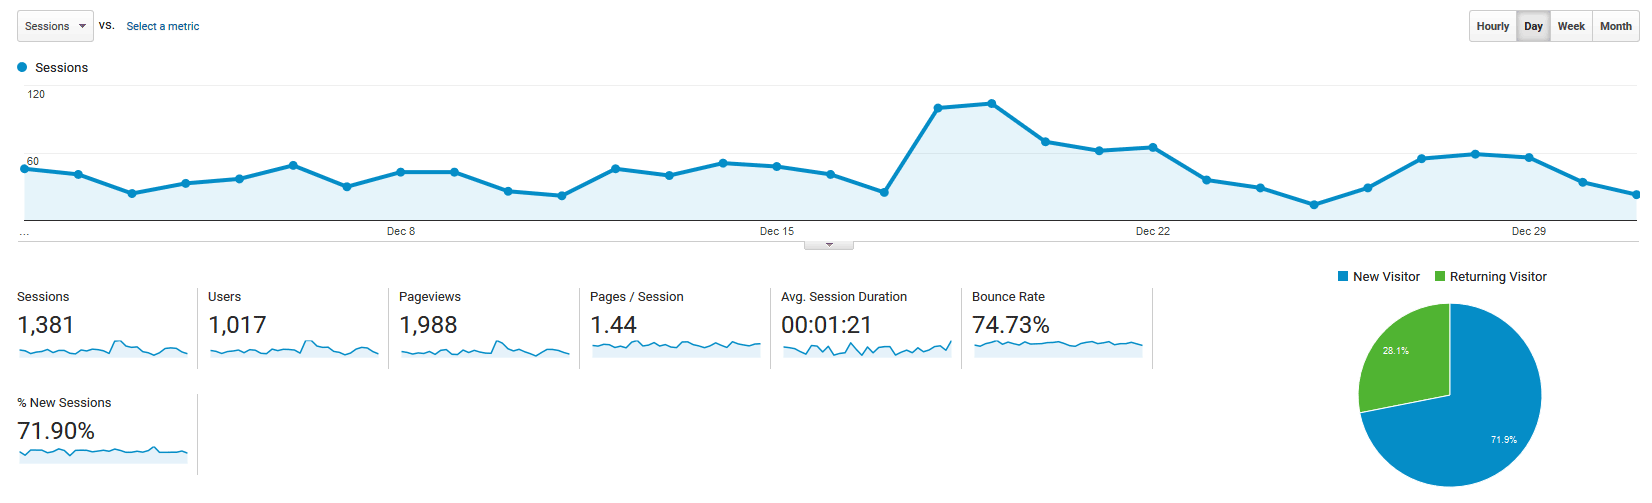 Sessions vs. Select a metric Hourly Day Week Month
Sessions
120
60
... Dec 8 Dec 15 Dec 22 Dec 29
New Visitor Returning Visitor
Sessions Users Pageviews Pages / Session Avg. Session Duration Bounce Rate
1,381 1,017 1,988 1.44 00:01:21 74.73%
28.1%
% New Sessions
71.90%
71.9%